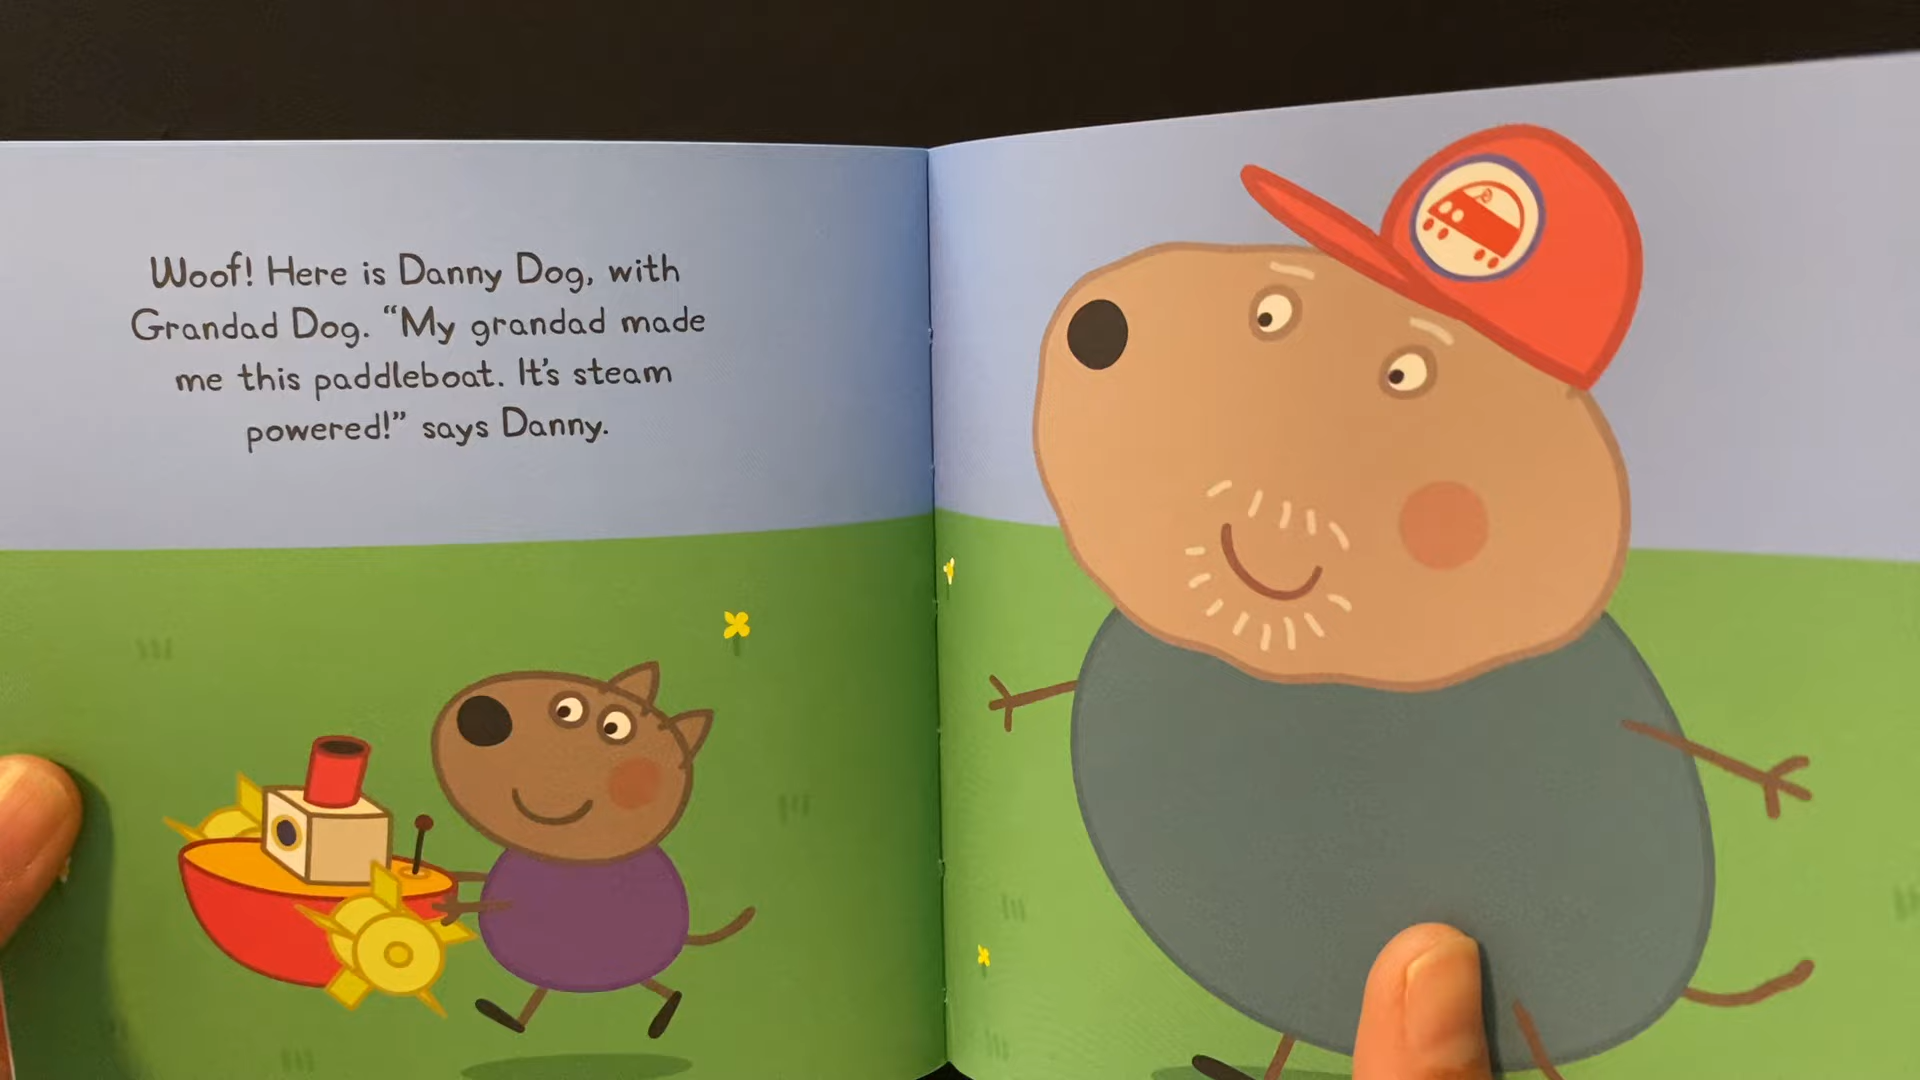 Woof! Here is Danny Dog, with
Grandad Dog. “My grandad made
me this paddleboat. It’s steam
powered!” says Danny.